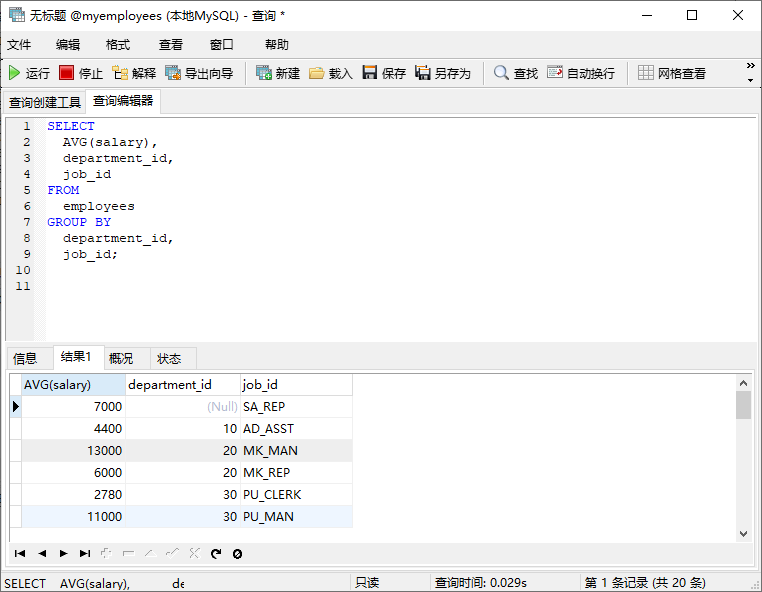 无标题 @myemployees (本地MySQL) - 查询 *
文件 编辑 格式 查看 窗口 帮助
运行 停止 解释 导出向导 新建 载入 保存 另存为 查找 自动换行 网格查看
查询创建工具 查询编辑器
1 SELECT
2 AVG(salary),
3 department_id,
4 job_id
5 FROM
6 employees
7 GROUP BY
8 department_id,
9 job_id;
10
11
信息 结果1 概况 状态
AVG(salary) department_id job_id
7000 (Null) SA_REP
4400 10 AD_ASST
13000 20 MK_MAN
6000 20 MK_REP
2780 30 PU_CLERK
11000 30 PU_MAN
SELECT AVG(salary), de 只读 查询时间: 0.029s 第 1 条记录 (共 20 条)